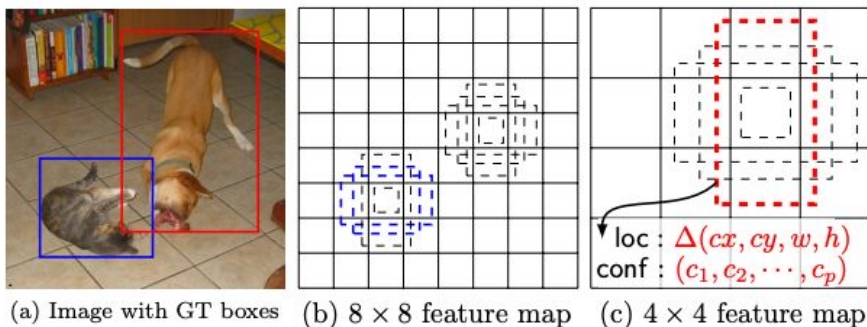 loc : Δ(cx, cy, w, h)
conf : (c₁, c₂, ⋯, cₚ)
(a) Image with GT boxes (b) 8 × 8 feature map (c) 4 × 4 feature map